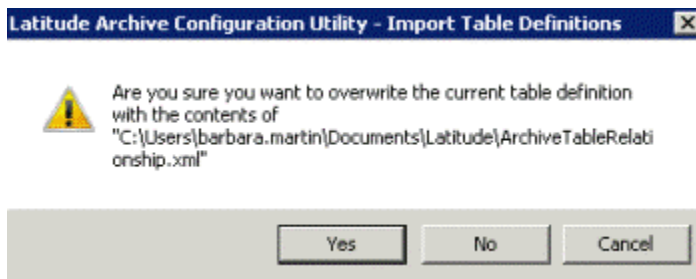 Latitude Archive Configuration Utility - Import Table Definitions
Are you sure you want to overwrite the current table definition
with the contents of
"C:\Users\barbara.martin\Documents\Latitude\ArchiveTableRelati
onship.xml"
Yes No Cancel